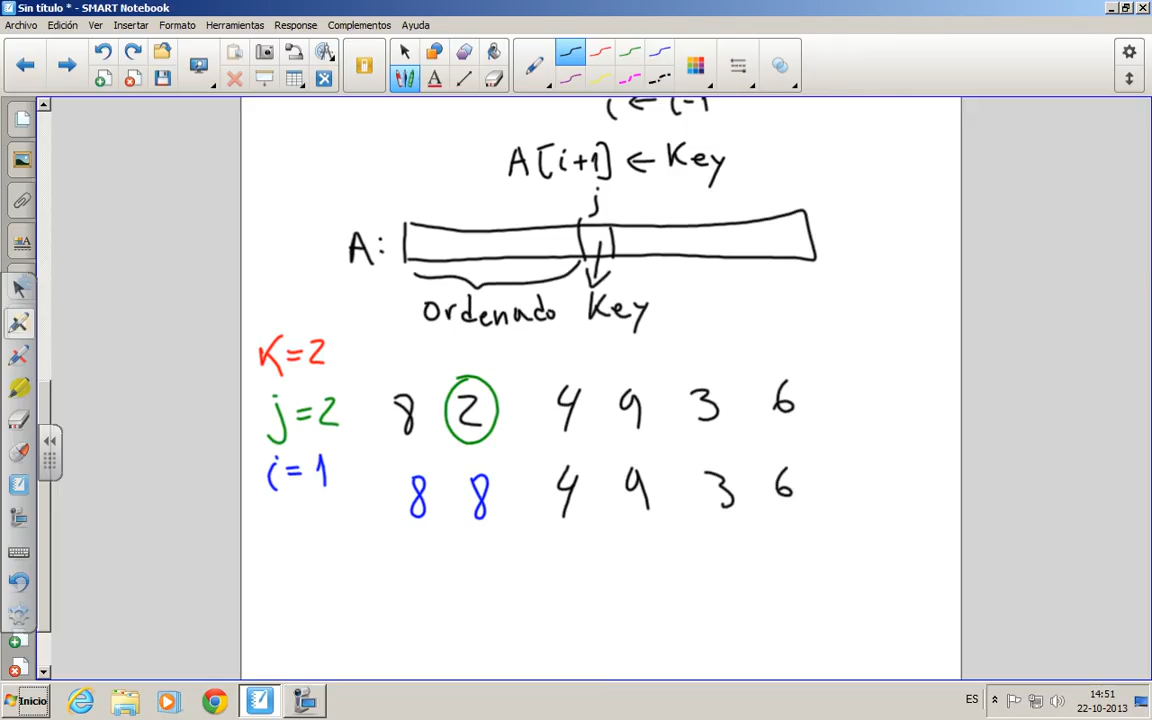 Sin título * - SMART Notebook
Archivo Edición Ver Insertar Formato Herramientas Response Complementos Ayuda
i ← i-1
A[i+1] ← Key
j
A:
Ordenado Key
K=2
j=2 8 2 4 9 3 6
i=1 8 8 4 9 3 6
Inicio
ES
14:51
22-10-2013